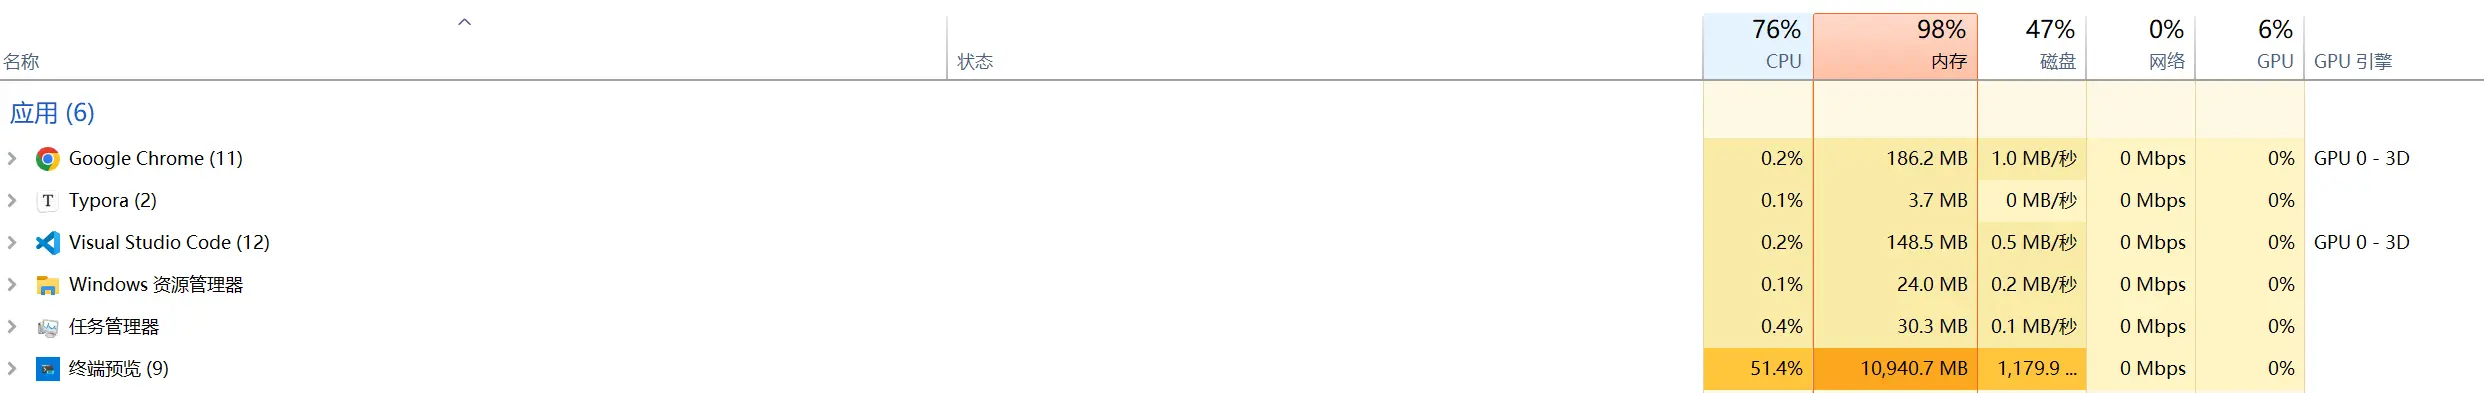 76% 98% 47% 0% 6%
名称 状态 CPU 内存 磁盘 网络 GPU GPU 引擎
应用 (6)
Google Chrome (11) 0.2% 186.2 MB 1.0 MB/秒 0 Mbps 0% GPU 0 - 3D
T Typora (2) 0.1% 3.7 MB 0 MB/秒 0 Mbps 0%
Visual Studio Code (12) 0.2% 148.5 MB 0.5 MB/秒 0 Mbps 0% GPU 0 - 3D
Windows 资源管理器 0.1% 24.0 MB 0.2 MB/秒 0 Mbps 0%
任务管理器 0.4% 30.3 MB 0.1 MB/秒 0 Mbps 0%
终端预览 (9) 51.4% 10,940.7 MB 1,179.9 ... 0 Mbps 0%